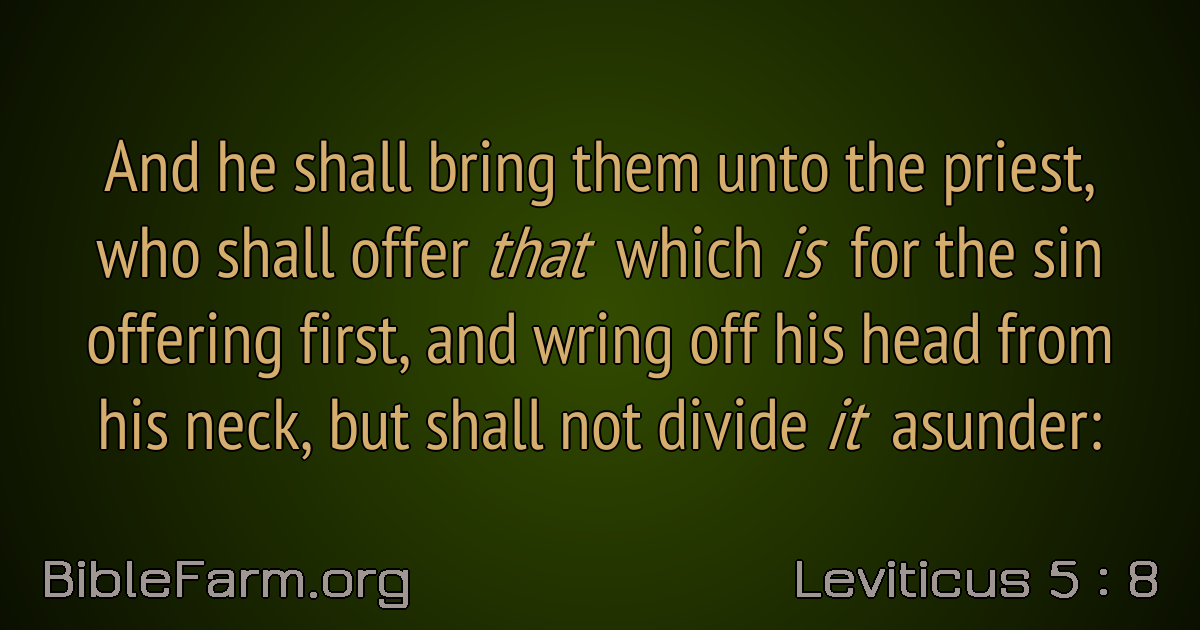 And he shall bring them unto the priest,
who shall offer that which is for the sin
offering first, and wring off his head from
his neck, but shall not divide it asunder:
BibleFarm.org
Leviticus 5 : 8